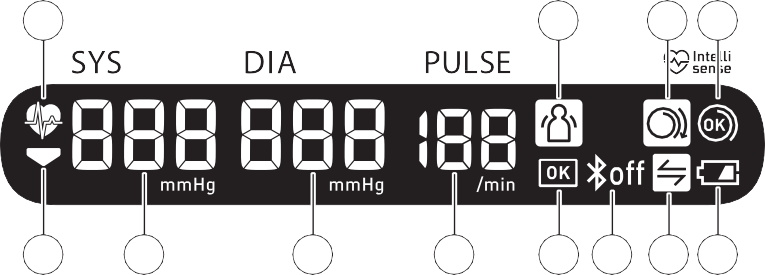 SYS DIA PULSE Intelli
sense
888 888 188 OK
mmHg mmHg /min OK off